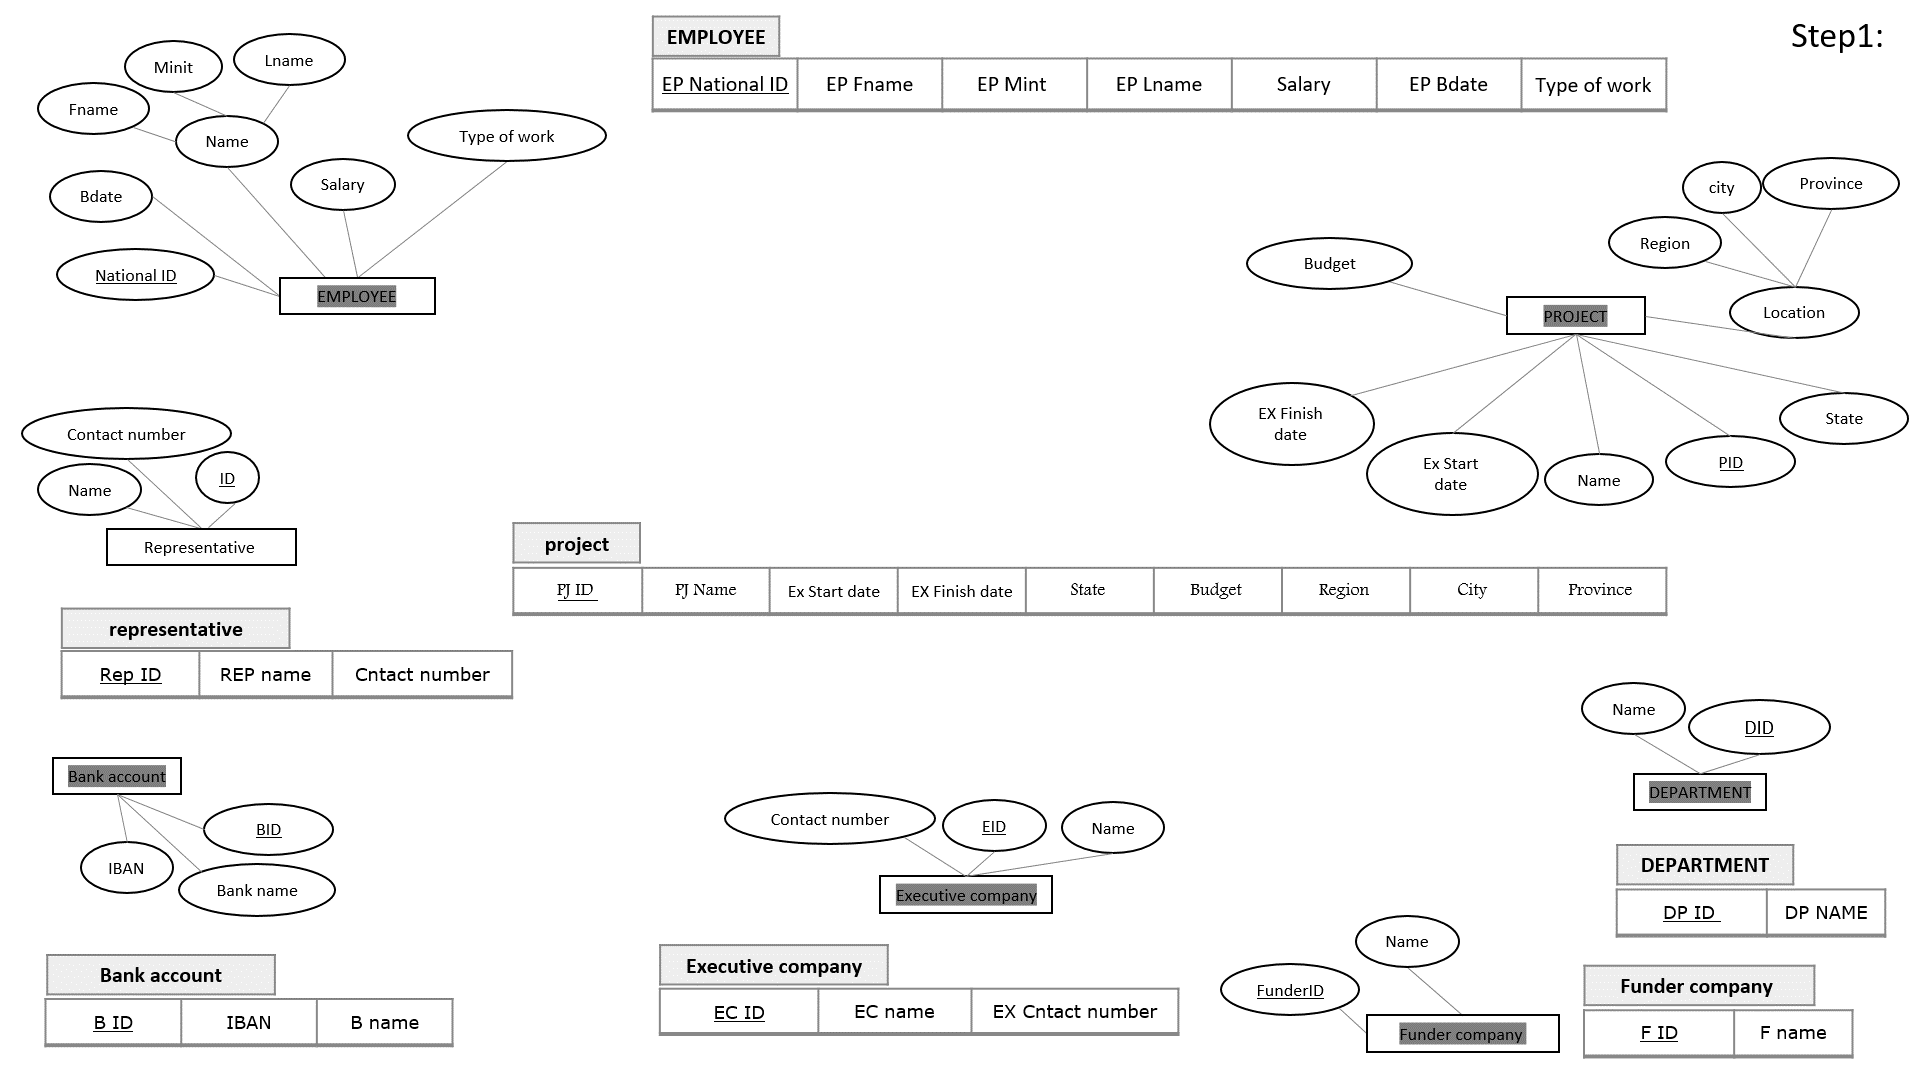 Step1:
EMPLOYEE
EP National ID EP Fname EP Mint EP Lname Salary EP Bdate Type of work
Minit
Lname
Fname
Name
Type of work
Bdate
Salary
National ID
EMPLOYEE
city
Province
Region
Budget
Location
PROJECT
EX Finish
date
Ex Start
date
Name
PID
State
Contact number
Name
ID
Representative
project
PJ ID PJ Name Ex Start date EX Finish date State Budget Region City Province
representative
Rep ID REP name Cntact number
Name
DID
DEPARTMENT
Bank account
BID
IBAN
Bank name
Contact number
EID
Name
Executive company
DEPARTMENT
DP ID DP NAME
Bank account
B ID IBAN B name
Executive company
EC ID EC name EX Cntact number
Name
FunderID
Funder company
Funder company
F ID F name